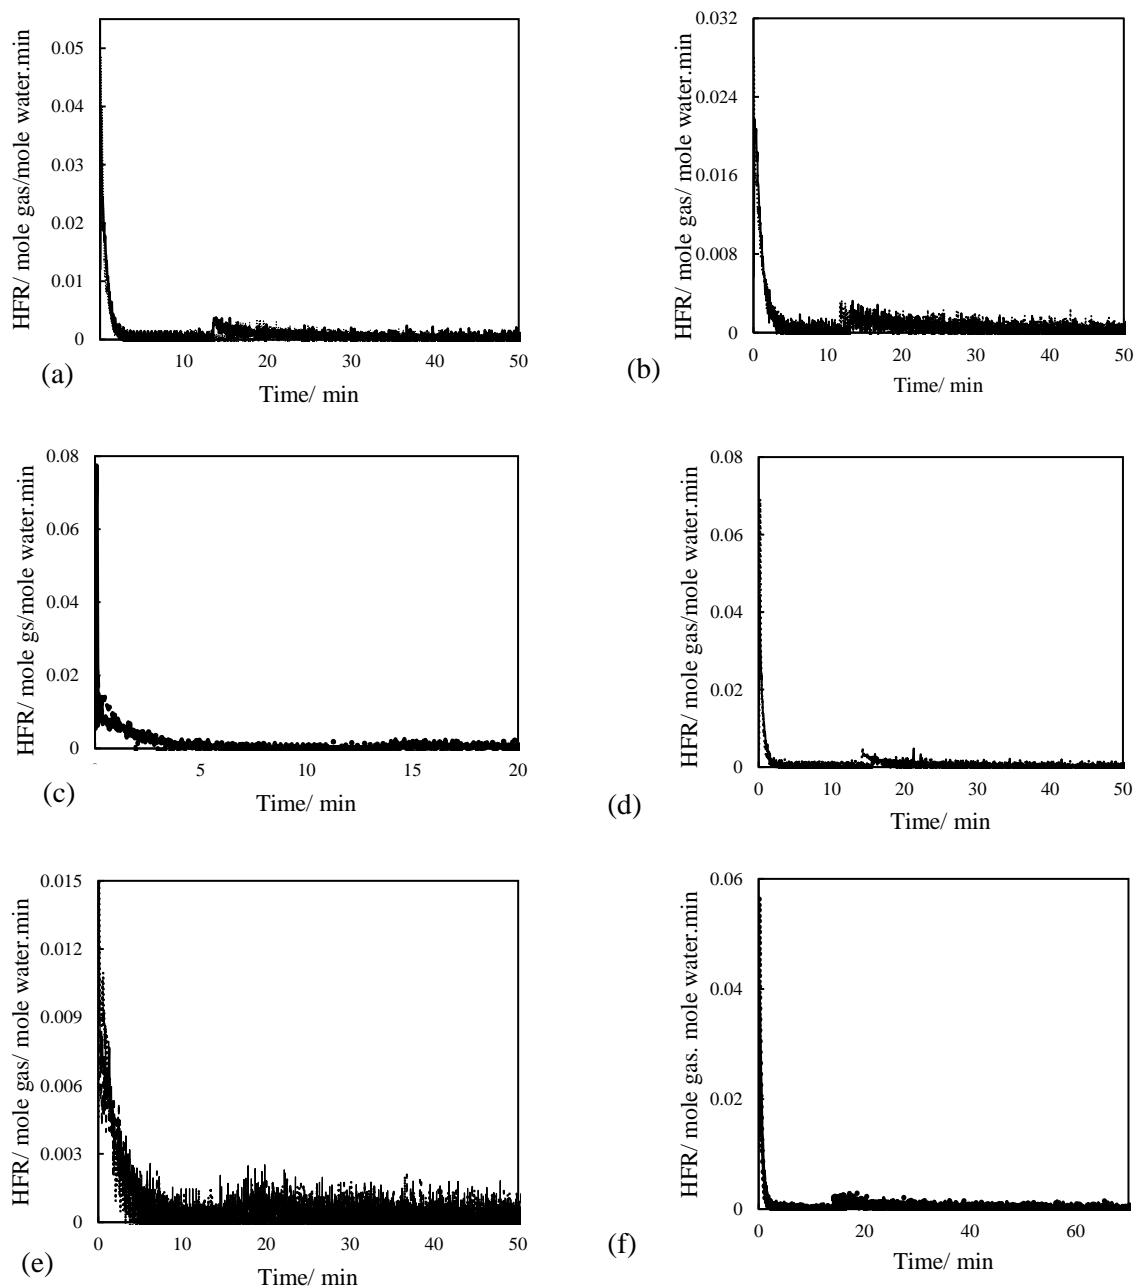 HFR/ mole gas/mole water.min
0.05
0.04
0.03
0.02
0.01
0
10 20 30 40 50
Time/ min
(a)
HFR/ mole gas/ mole water.min
0.032
0.024
0.016
0.008
0
0 10 20 30 40 50
Time/ min
(b)
HFR/ mole gs/mole water.min
0.08
0.06
0.04
0.02
0
- 5 10 15 20
Time/ min
(c)
HFR/ mole gas/mole water.min
0.08
0.06
0.04
0.02
0
0 10 20 30 40 50
Time/ min
(d)
HFR/ mole gas/ mole water.min
0.015
0.012
0.009
0.006
0.003
0
0 10 20 30 40 50
Time/ min
(e)
HFR/ mole gas. mole water.min
0.06
0.04
0.02
0
0 20 40 60
Time/ min
(f)